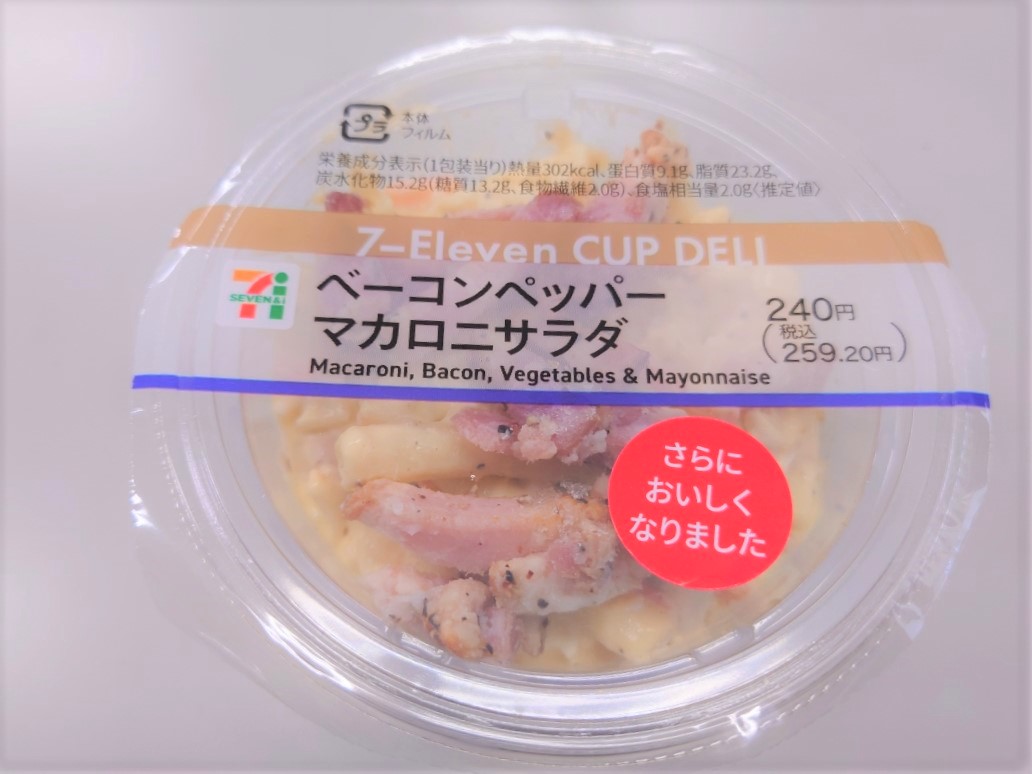 プラ
本体
フィルム
栄養成分表示(1包装当り)熱量302kcal、蛋白質9.1g、脂質23.2g、
炭水化物15.2g(糖質13.2g、食物繊維2.0g)、食塩相当量2.0g〈推定値〉
7-Eleven CUP DELI
SEVEN&i
ベーコンペッパー
マカロニサラダ
Macaroni, Bacon, Vegetables & Mayonnaise
240円
(税込
259.20円)
さらに
おいしく
なりました